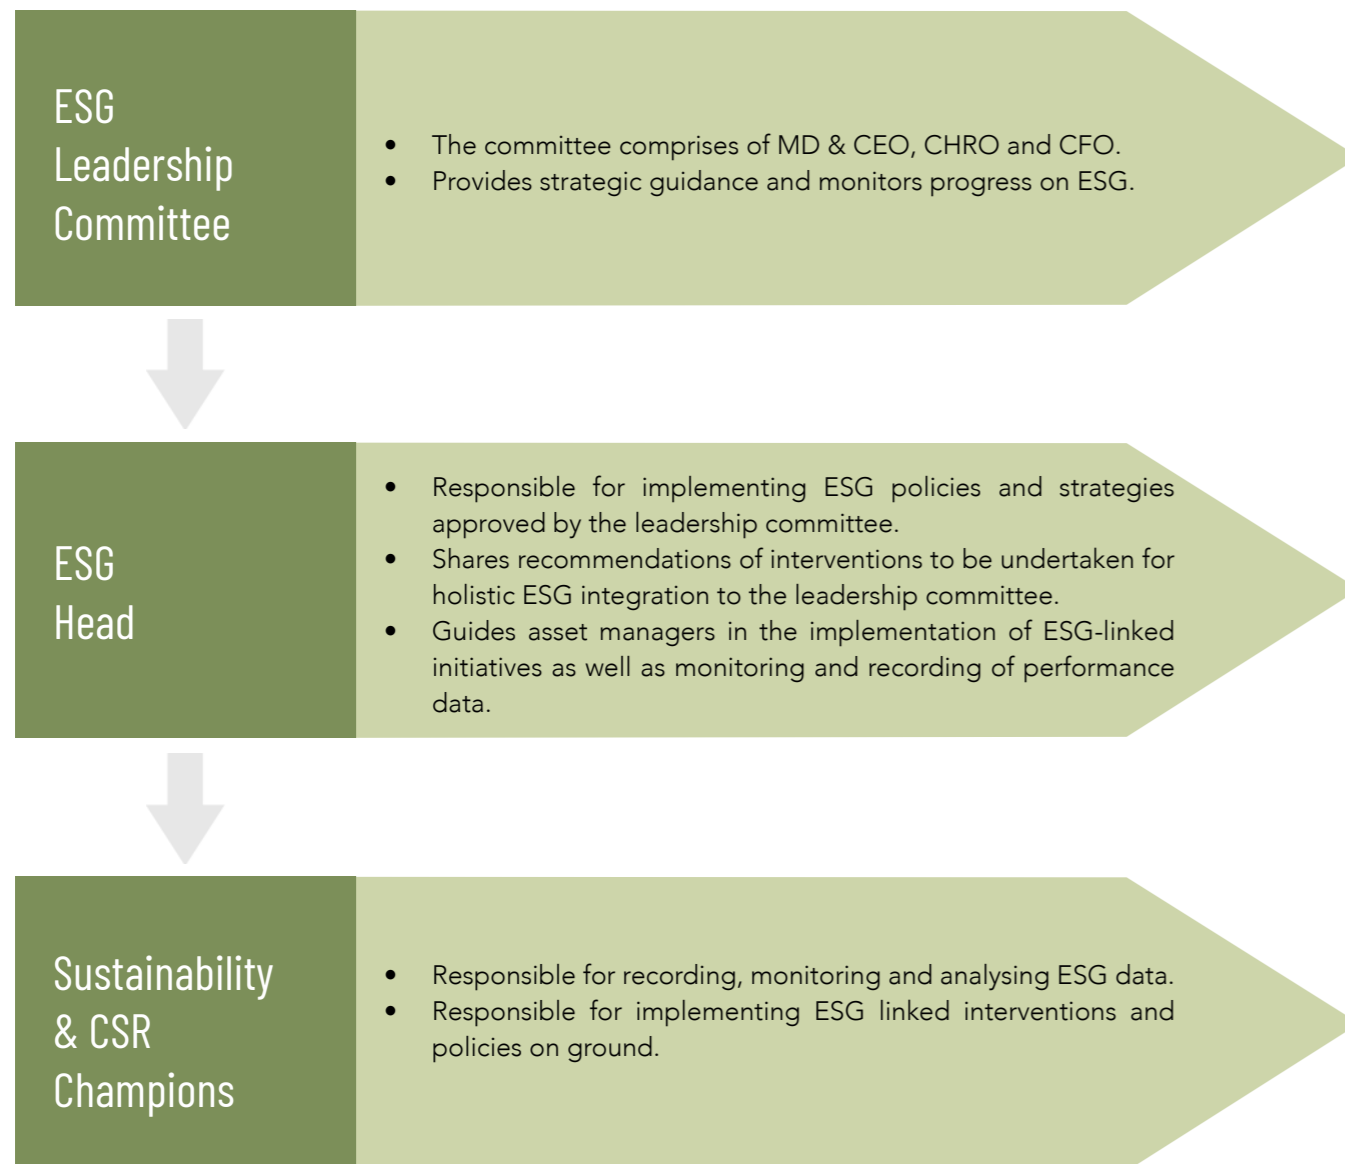 ESG
Leadership
Committee
• The committee comprises of MD & CEO, CHRO and CFO.
• Provides strategic guidance and monitors progress on ESG.
ESG
Head
• Responsible for implementing ESG policies and strategies
approved by the leadership committee.
• Shares recommendations of interventions to be undertaken for
holistic ESG integration to the leadership committee.
• Guides asset managers in the implementation of ESG-linked
initiatives as well as monitoring and recording of performance
data.
Sustainability
& CSR
Champions
• Responsible for recording, monitoring and analysing ESG data.
• Responsible for implementing ESG linked interventions and
policies on ground.